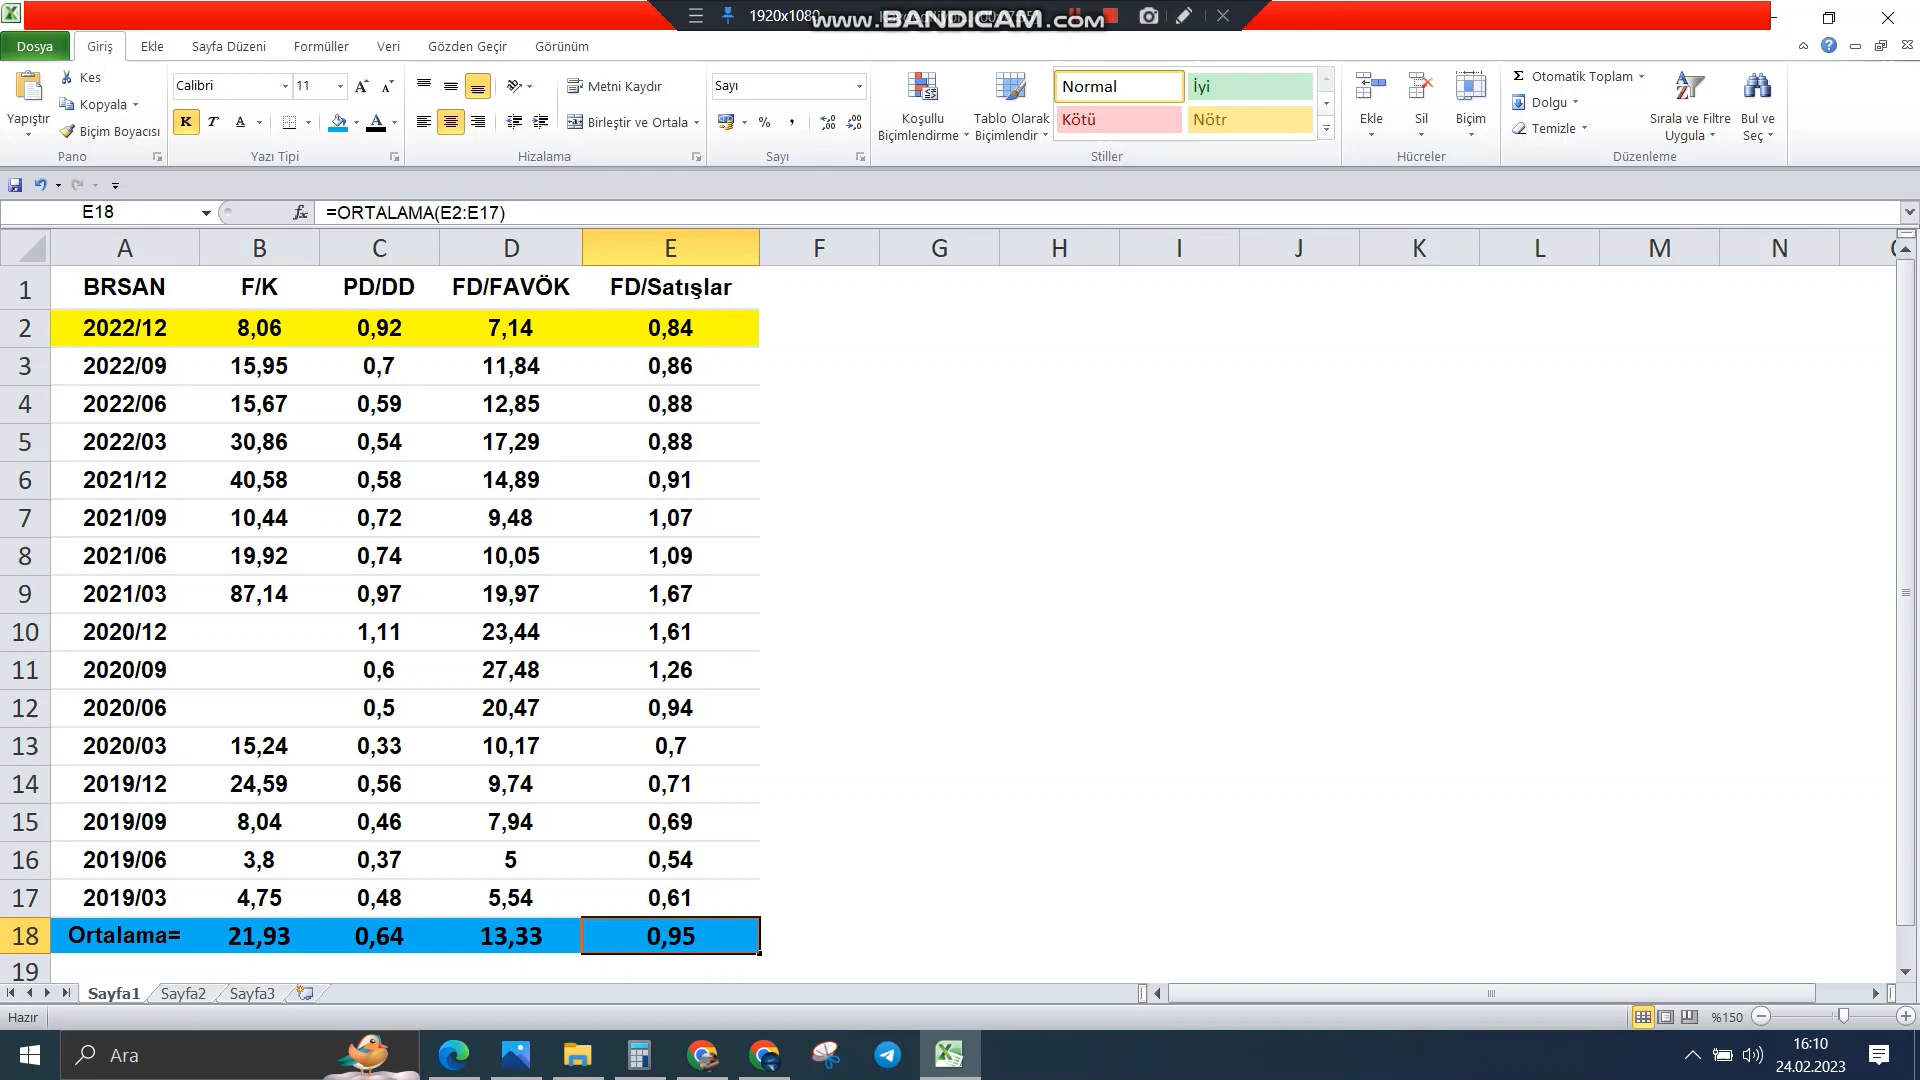 1920x1080
www.BANDICAM.com
Dosya Giriş Ekle Sayfa Düzeni Formüller Veri Gözden Geçir Görünüm
Yapıştır
Kes
Kopyala
Biçim Boyacısı
Pano
Calibri 11
K T A
Yazı Tipi
Metni Kaydır
Birleştir ve Ortala
Hizalama
Sayı
Sayı
Koşullu Biçimlendirme
Tablo Olarak Biçimlendir
Normal İyi
Kötü Nötr
Stiller
Ekle Sil Biçim
Hücreler
Σ Otomatik Toplam
Dolgu
Temizle
Sırala ve Filtre Uygula
Bul ve Seç
Düzenleme
E18 fx =ORTALAMA(E2:E17)
A B C D E F G H I J K L M N
1 BRSAN F/K PD/DD FD/FAVÖK FD/Satışlar
2 2022/12 8,06 0,92 7,14 0,84
3 2022/09 15,95 0,7 11,84 0,86
4 2022/06 15,67 0,59 12,85 0,88
5 2022/03 30,86 0,54 17,29 0,88
6 2021/12 40,58 0,58 14,89 0,91
7 2021/09 10,44 0,72 9,48 1,07
8 2021/06 19,92 0,74 10,05 1,09
9 2021/03 87,14 0,97 19,97 1,67
10 2020/12 1,11 23,44 1,61
11 2020/09 0,6 27,48 1,26
12 2020/06 0,5 20,47 0,94
13 2020/03 15,24 0,33 10,17 0,7
14 2019/12 24,59 0,56 9,74 0,71
15 2019/09 8,04 0,46 7,94 0,69
16 2019/06 3,8 0,37 5 0,54
17 2019/03 4,75 0,48 5,54 0,61
18 Ortalama= 21,93 0,64 13,33 0,95
19
Sayfa1 Sayfa2 Sayfa3
Hazır %150
Ara
16:10
24.02.2023